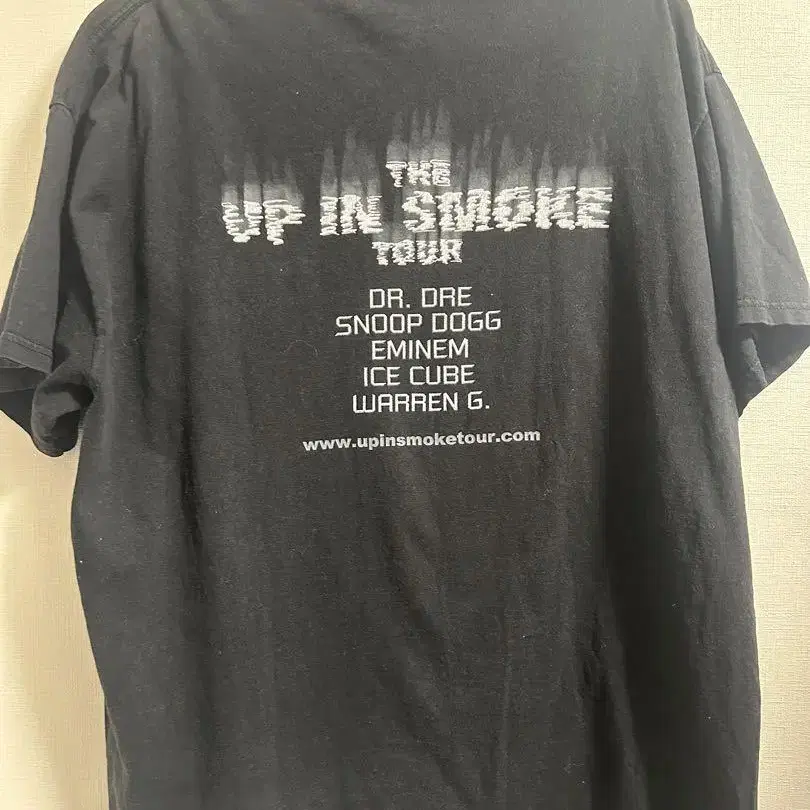 THE
UP IN SMOKE
TOUR
DR. DRE
SNOOP DOGG
EMINEM
ICE CUBE
WARREN G.
www.upinsmoketour.com